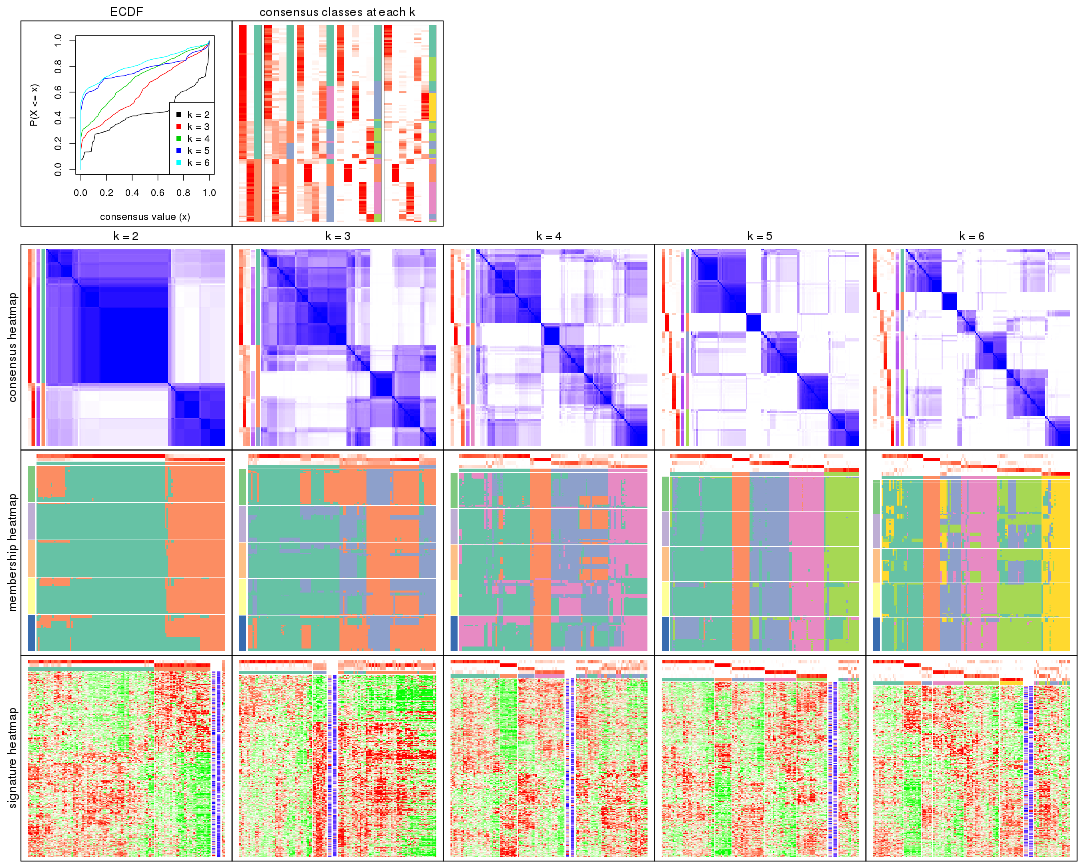 ECDF
consensus classes at each k
P(X <= x)
0.0 0.2 0.4 0.6 0.8 1.0
k = 2
k = 3
k = 4
k = 5
k = 6
0.0 0.2 0.4 0.6 0.8 1.0
consensus value (x)
k = 2 k = 3 k = 4 k = 5 k = 6
consensus heatmap
membership heatmap
signature heatmap